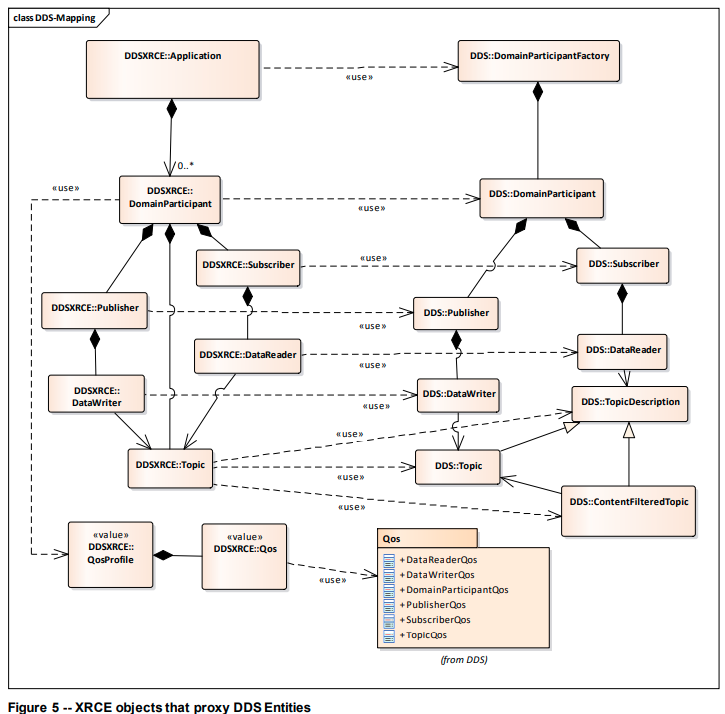 class DDS-Mapping
DDSXRCE::Application
DDS::DomainParticipantFactory
«use»
0..*
«use»
DDSXRCE::
DomainParticipant
DDS::DomainParticipant
«use»
DDSXRCE::Subscriber
DDS::Subscriber
«use»
DDSXRCE::Publisher
DDS::Publisher
«use»
DDSXRCE::DataReader
DDS::DataReader
«use»
DDSXRCE::
DataWriter
DDS::DataWriter
«use»
DDS::TopicDescription
«use»
DDSXRCE::Topic
DDS::Topic
«use»
DDS::ContentFilteredTopic
«use»
«value»
DDSXRCE::
QosProfile
«value»
DDSXRCE::Qos
«use»
Qos
+ DataReaderQos
+ DataWriterQos
+ DomainParticipantQos
+ PublisherQos
+ SubscriberQos
+ TopicQos
(from DDS)
Figure 5 -- XRCE objects that proxy DDS Entities